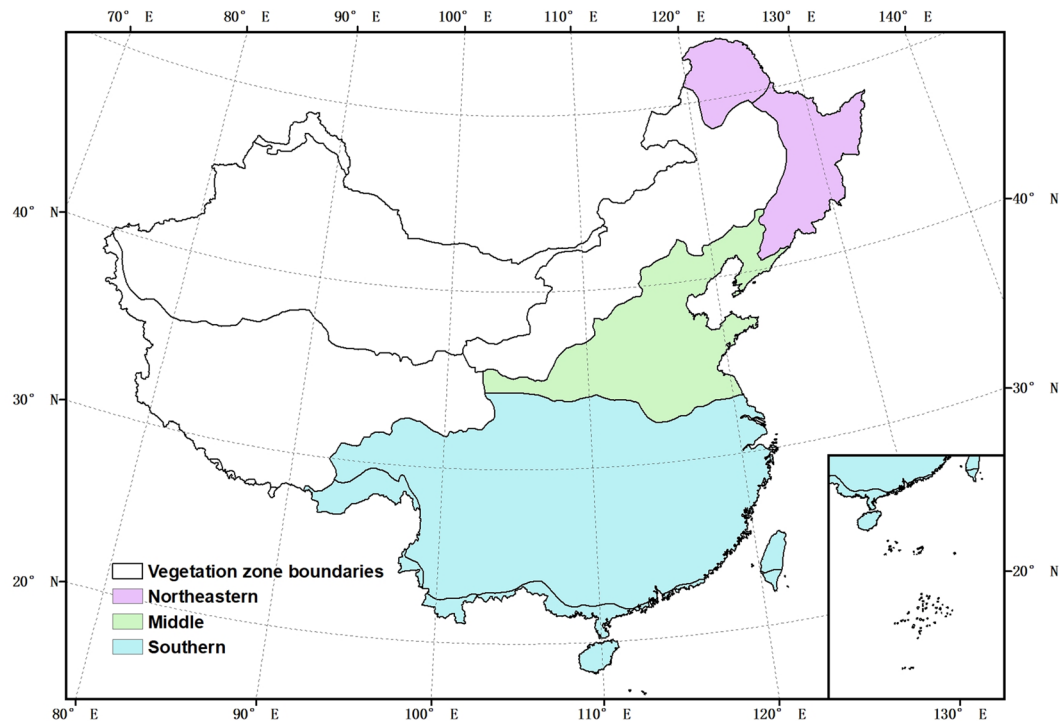 70° E 80° E 90° E 100° E 110° E 120° E 130° E 140° E
40° N
40° N
30° N
30° N
20° N
20° N
Vegetation zone boundaries
Northeastern
Middle
Southern
80° E 90° E 100° E 110° E 120° E 130° E